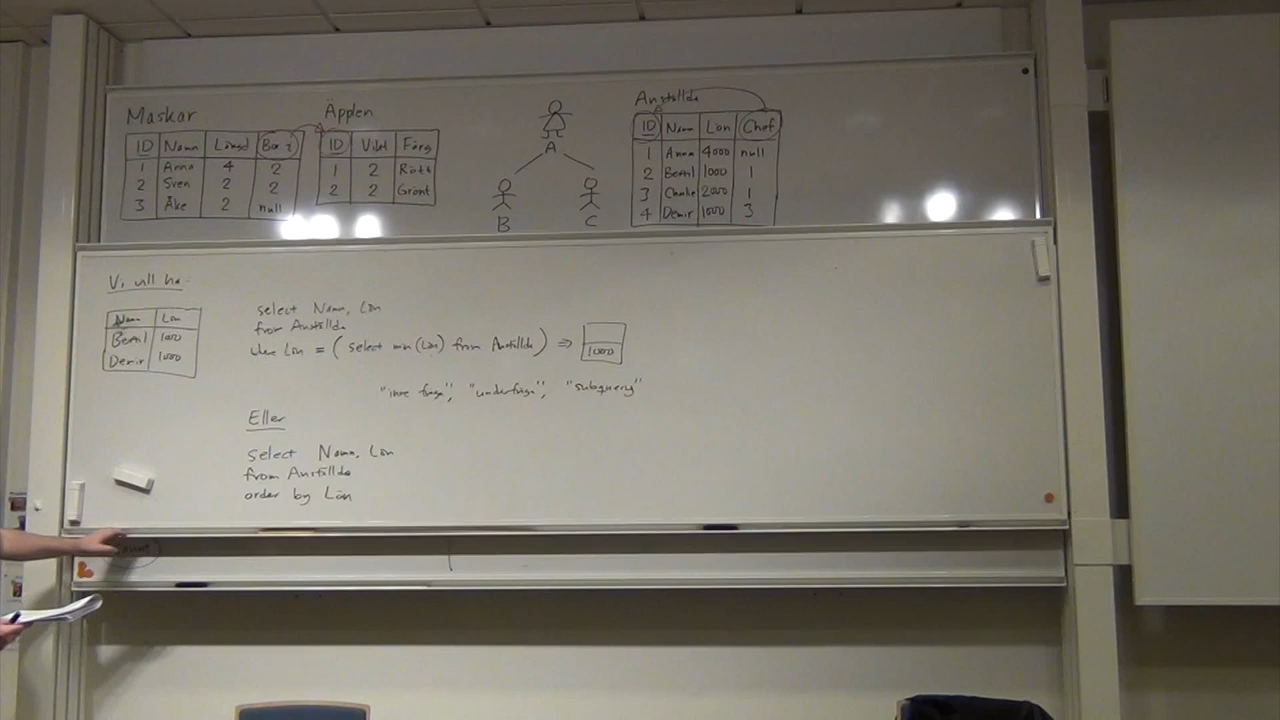 Maskar
ID Namn Längd Bor i
1 Anna 4 2
2 Sven 2 2
3 Åke 2 null
Äpplen
ID Vikt Färg
1 2 Rött
2 2 Grönt
A
B C
Anställda
ID Namn Lön Chef
1 Anna 4000 null
2 Bertil 1000 1
3 Charlie 2000 1
4 Demir 1000 3
Vi vill ha:
Namn Lön
Bertil 1000
Demir 1000
select Namn, Lön
from Anställda
where Lön = ( select min(Lön) from Anställda ) ⇒ 1000
"inre fråga", "underfråga", "subquery"
Eller
select Namn, Lön
from Anställda
order by Lön